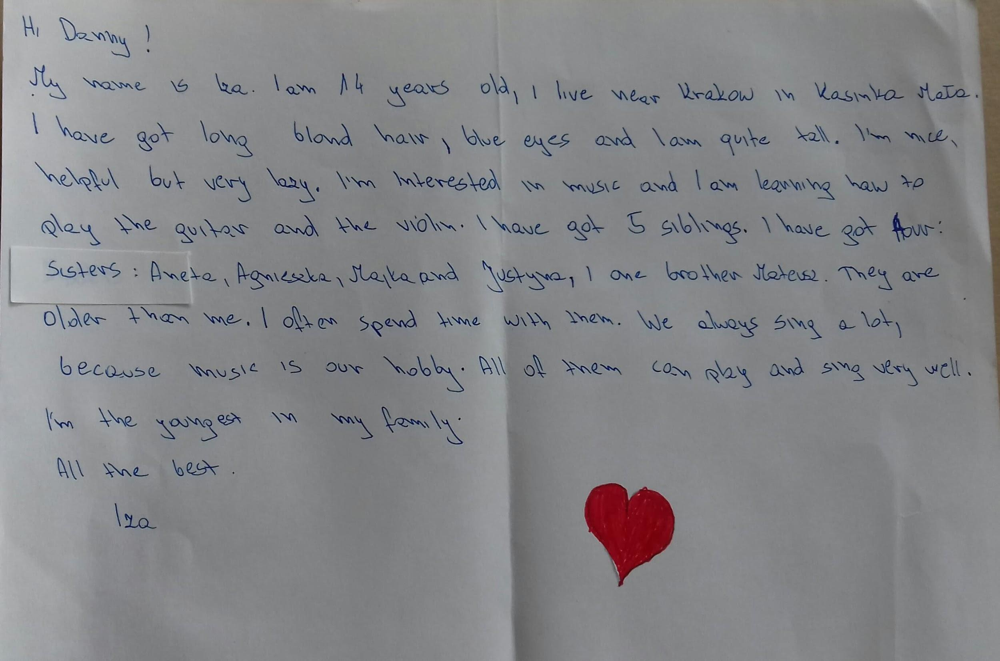 Hi Danny!
My name is Iza. I am 14 years old, I live near Krakow in Kasinka Mała.
I have got long blond hair, blue eyes and I am quite tall. I'm nice,
helpful but very lazy. I'm interested in music and I am learning haw to
play the guitar and the violin. I have got 5 siblings. I have got four:
Sisters: Aneta, Agnieszka, Majka and Justyna, I one brother Mateusz. They are
older than me. I often spend time with them. We always sing a lot,
because music is our hobby. All of them can play and sing very well.
I'm the youngest in my family.
All the best.
Iza